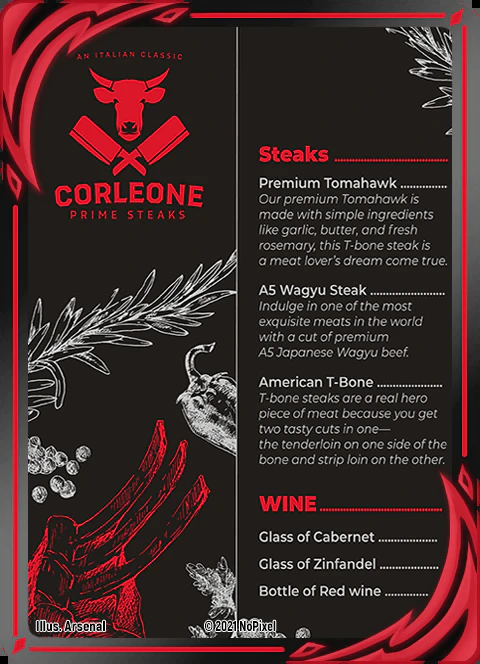 AN ITALIAN CLASSIC
CORLEONE
PRIME STEAKS
Steaks ........................
Premium Tomahawk ..............
Our premium Tomahawk is
made with simple ingredients
like garlic, butter, and fresh
rosemary, this T-bone steak is
a meat lover's dream come true.
A5 Wagyu Steak ......................
Indulge in one of the most
exquisite meats in the world
with a cut of premium
A5 Japanese Wagyu beef.
American T-Bone ...................
T-bone steaks are a real hero
piece of meat because you get
two tasty cuts in one—
the tenderloin on one side of the
bone and strip loin on the other.
WINE ..........................
Glass of Cabernet .................
Glass of Zinfandel ..................
Bottle of Red wine .............
Illus. Arsenal
© 2021 NoPixel